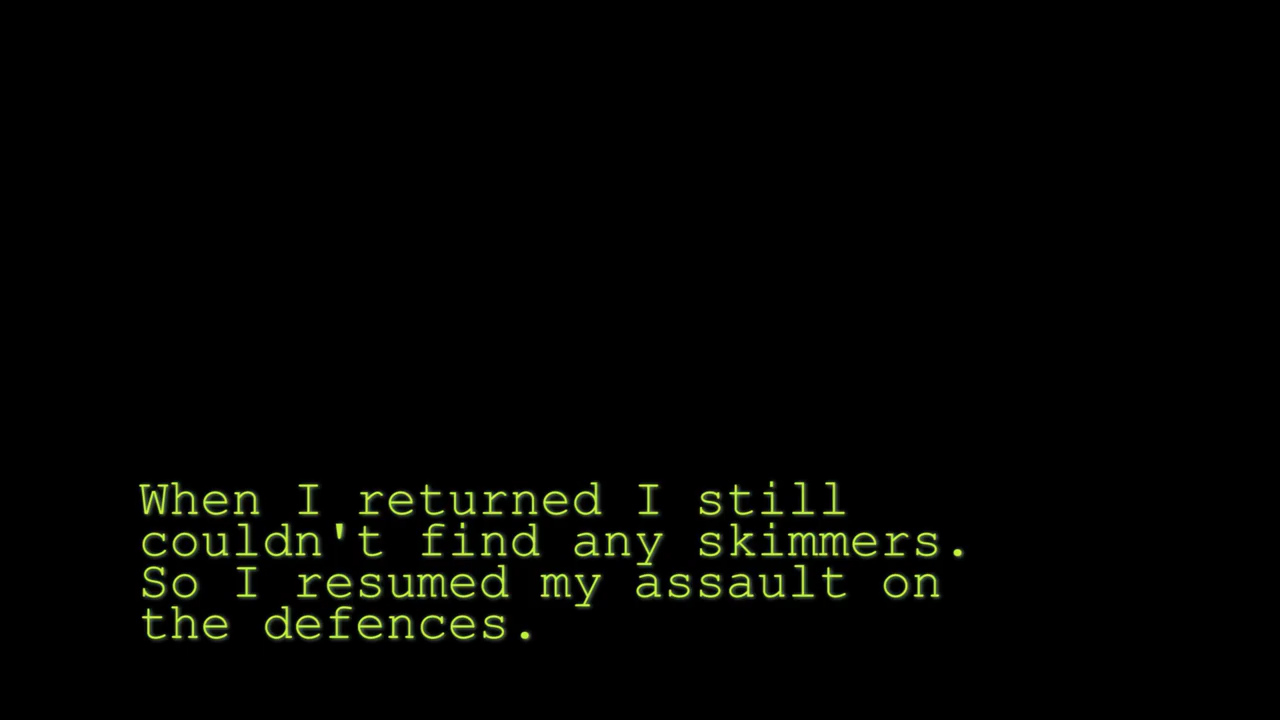 When I returned I still
couldn't find any skimmers.
So I resumed my assault on
the defences.